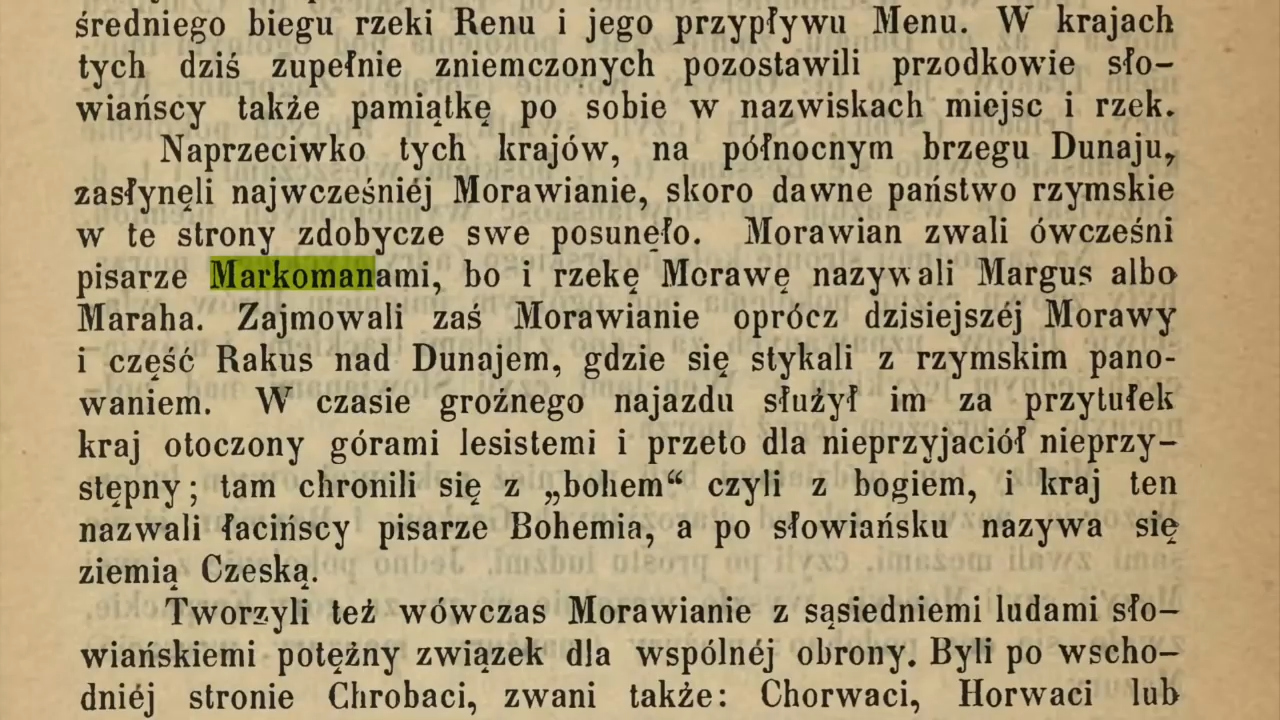 średniego biegu rzeki Renu i jego przypływu Menu. W krajach
tych dziś zupełnie zniemczonych pozostawili przodkowie sło-
wiańscy także pamiątkę po sobie w nazwiskach miejsc i rzek.
Naprzeciwko tych krajów, na północnym brzegu Dunaju,
zasłynęli najwcześniéj Morawianie, skoro dawne państwo rzymskie
w te strony zdobycze swe posunęło. Morawian zwali ówcześni
pisarze Markomanami, bo i rzekę Morawę nazywali Margus albo
Maraha. Zajmowali zaś Morawianie oprócz dzisiejszéj Morawy
i część Rakus nad Dunajem, gdzie się stykali z rzymskim pano-
waniem. W czasie groźnego najazdu służył im za przytułek
kraj otoczony górami lesistemi i przeto dla nieprzyjaciół nieprzy-
stępny; tam chronili się z „bohem“ czyli z bogiem, i kraj ten
nazwali łacińscy pisarze Bohemia, a po słowiańsku nazywa się
ziemią Czeską.
Tworzyli też wówczas Morawianie z sąsiedniemi ludami sło-
wiańskiemi potężny związek dla wspólnéj obrony. Byli po wscho-
dniéj stronie Chrobaci, zwani także: Chorwaci, Horwaci lub